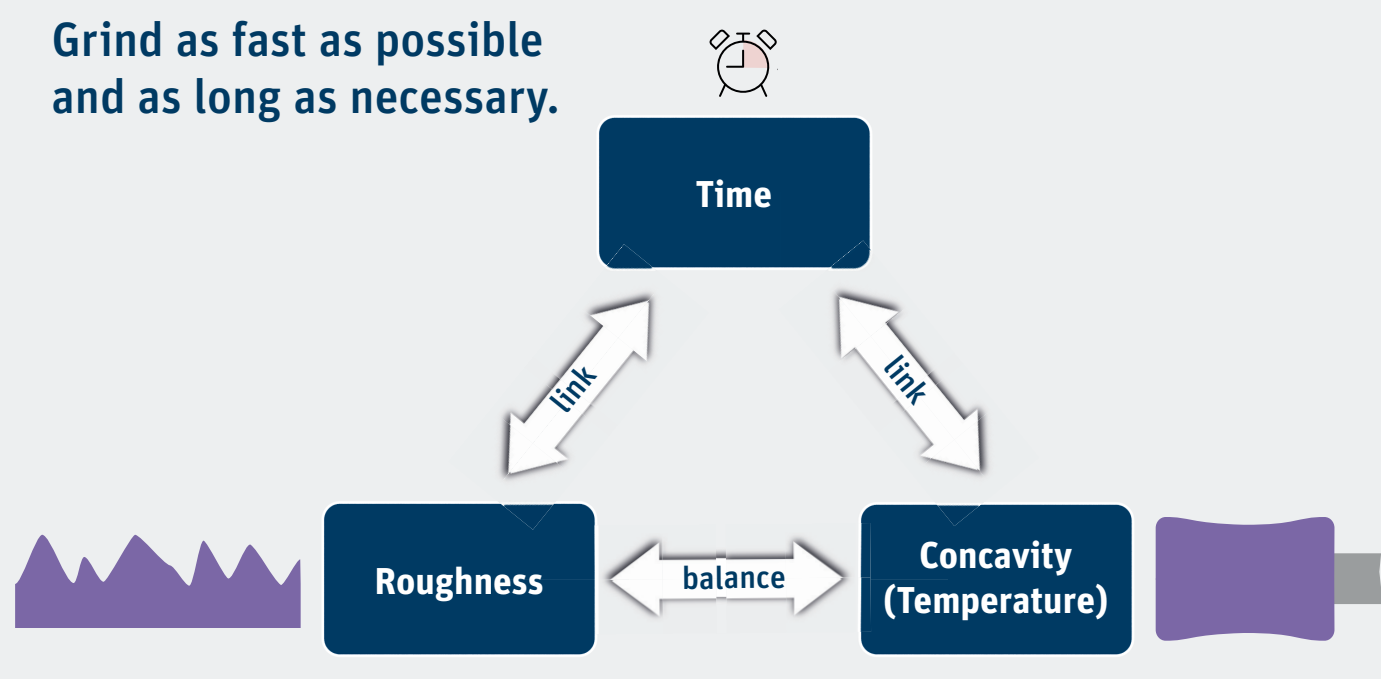 Grind as fast as possible
and as long as necessary.
Time
link
link
Roughness
balance
Concavity
(Temperature)